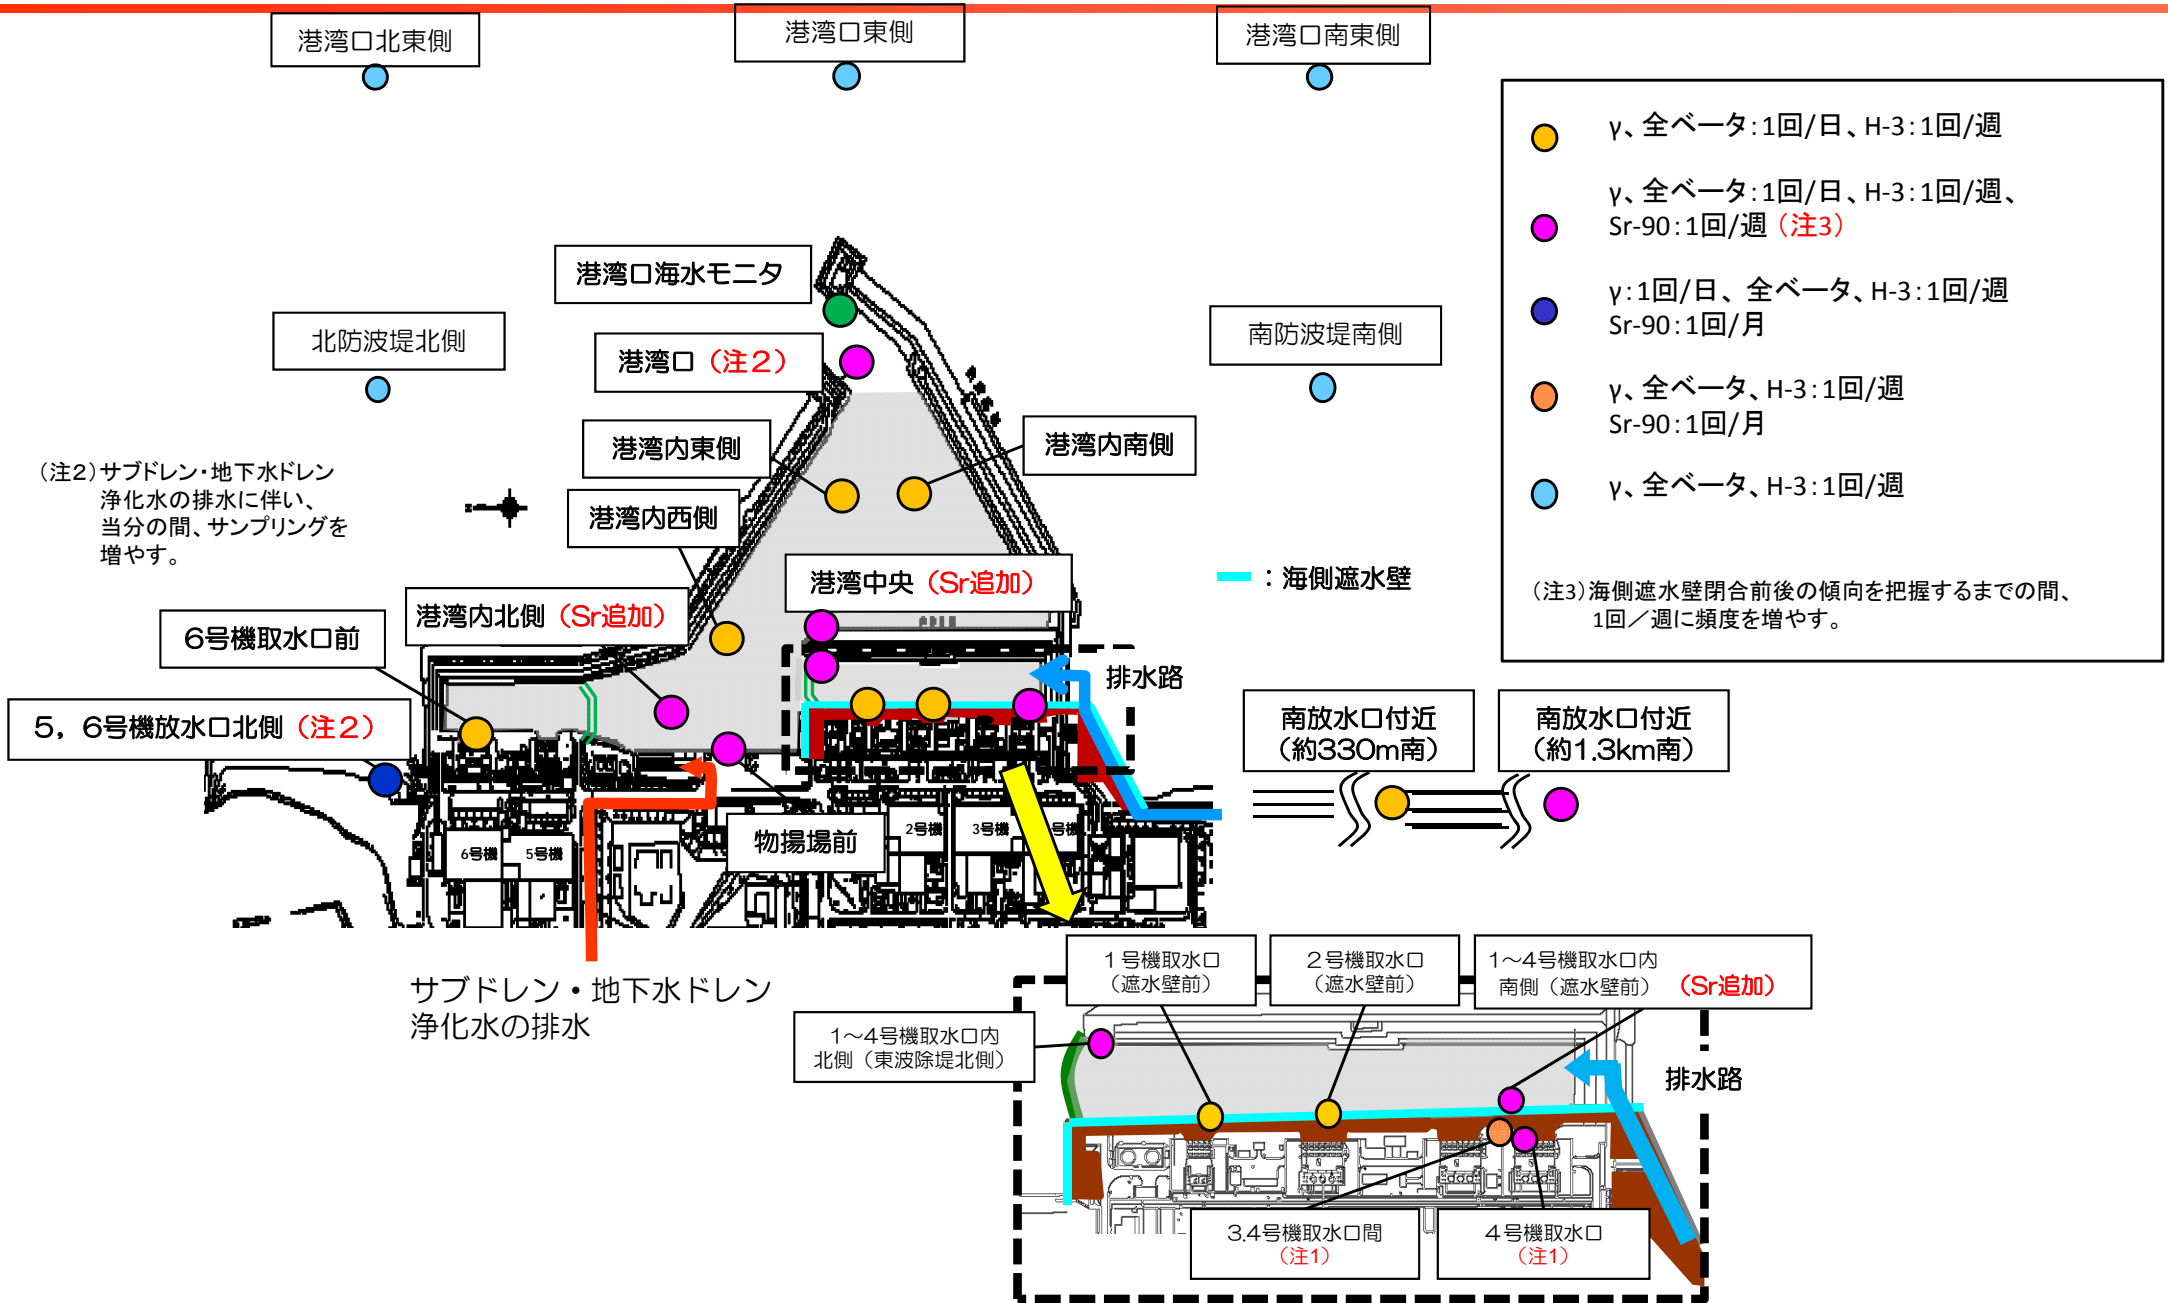 港湾口北東側
港湾口東側
港湾口南東側
γ、全ベータ:1回/日、H-3:1回/週
γ、全ベータ:1回/日、H-3:1回/週、
Sr-90:1回/週（注3）
γ:1回/日、全ベータ、H-3:1回/週
Sr-90:1回/月
γ、全ベータ、H-3:1回/週
Sr-90:1回/月
γ、全ベータ、H-3:1回/週
（注3）海側遮水壁閉合前後の傾向を把握するまでの間、
1回／週に頻度を増やす。
港湾口海水モニタ
北防波堤北側
港湾口（注２）
南防波堤南側
港湾内東側
港湾内南側
（注2）サブドレン・地下水ドレン
浄化水の排水に伴い、
当分の間、サンプリングを
増やす。
港湾内西側
港湾中央（Sr追加）
：海側遮水壁
港湾内北側（Sr追加）
6号機取水口前
排水路
5，6号機放水口北側（注２）
南放水口付近
（約330m南）
南放水口付近
（約1.3km南）
物揚場前
6号機
5号機
2号機
3号機
号機
サブドレン・地下水ドレン
浄化水の排水
1号機取水口
（遮水壁前）
2号機取水口
（遮水壁前）
1～4号機取水口内
南側（遮水壁前）（Sr追加）
1～4号機取水口内
北側（東波除堤北側）
排水路
3.4号機取水口間
（注1）
4号機取水口
（注1）